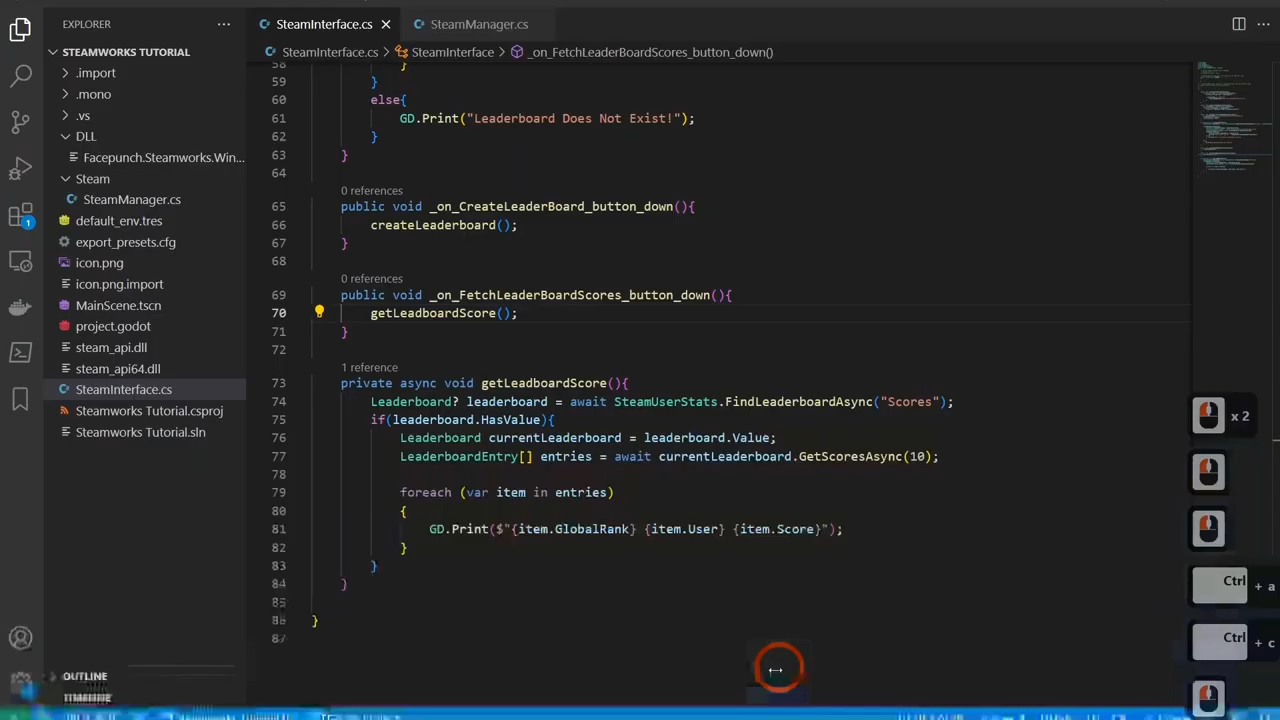 EXPLORER
STEAMWORKS TUTORIAL
.import
.mono
.vs
DLL
Facepunch.Steamworks.Win...
Steam
SteamManager.cs
default_env.tres
export_presets.cfg
icon.png
icon.png.import
MainScene.tscn
project.godot
steam_api.dll
steam_api64.dll
SteamInterface.cs
Steamworks Tutorial.csproj
Steamworks Tutorial.sln
OUTLINE
TIMELINE
1
SteamInterface.cs
SteamManager.cs
SteamInterface.cs > SteamInterface > _on_FetchLeaderBoardScores_button_down()
58 }
59 }
60 else{
61 GD.Print("Leaderboard Does Not Exist!");
62 }
63 }
64
0 references
65 public void _on_CreateLeaderBoard_button_down(){
66 createLeaderboard();
67 }
68
0 references
69 public void _on_FetchLeaderBoardScores_button_down(){
70 getLeadboardScore();
71 }
72
1 reference
73 private async void getLeadboardScore(){
74 Leaderboard? leaderboard = await SteamUserStats.FindLeaderboardAsync("Scores");
75 if(leaderboard.HasValue){
76 Leaderboard currentLeaderboard = leaderboard.Value;
77 LeaderboardEntry[] entries = await currentLeaderboard.GetScoresAsync(10);
78
79 foreach (var item in entries)
80 {
81 GD.Print($"{item.GlobalRank} {item.User} {item.Score}");
82 }
83 }
84 }
85
86 }
87
x 2
Ctrl + a
Ctrl + c